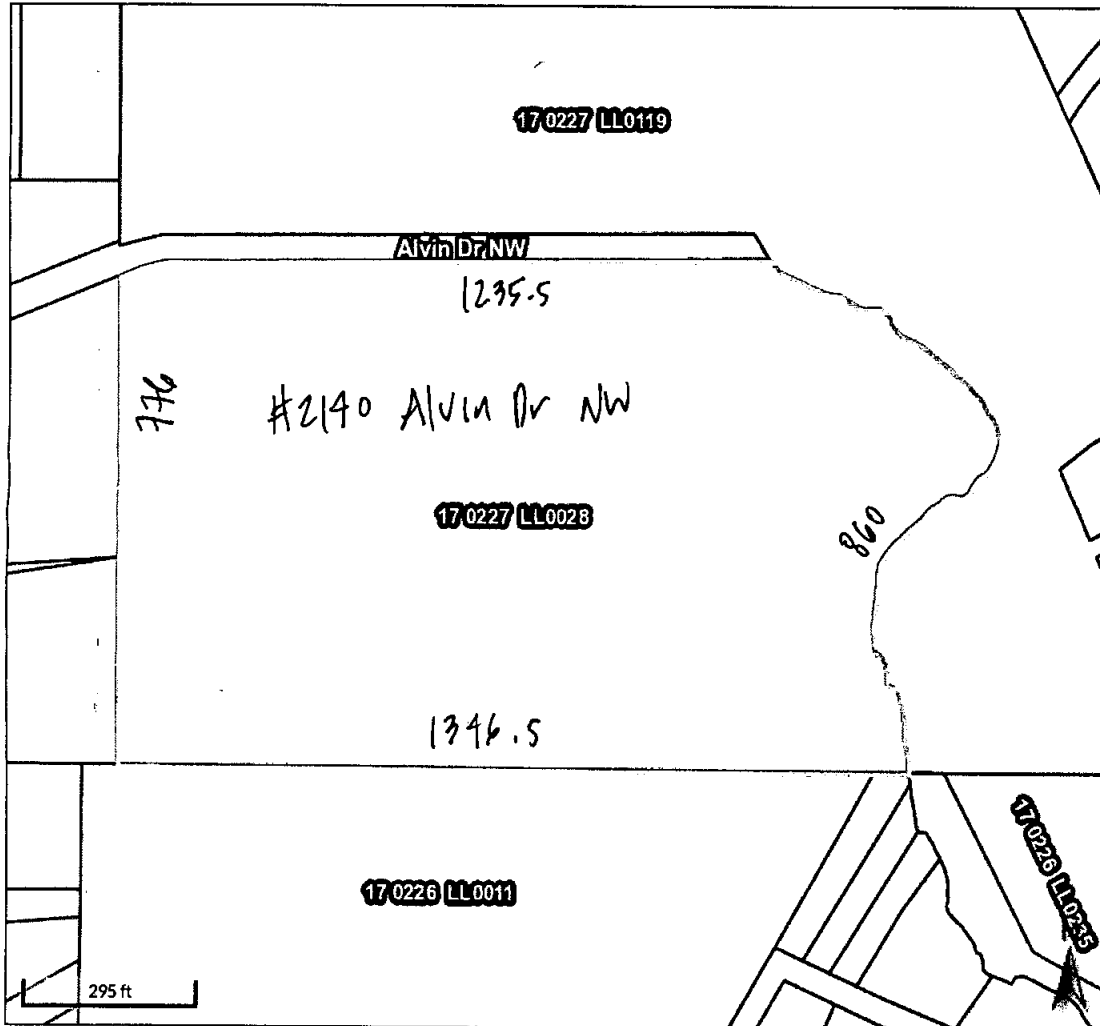 17 0227 LL0119
Alvin Dr NW
1235.5
776
#2140 Alvin Dr NW
17 0227 LL0028
860
1346.5
17 0226 LL0235
17 0226 LL0011
295 ft